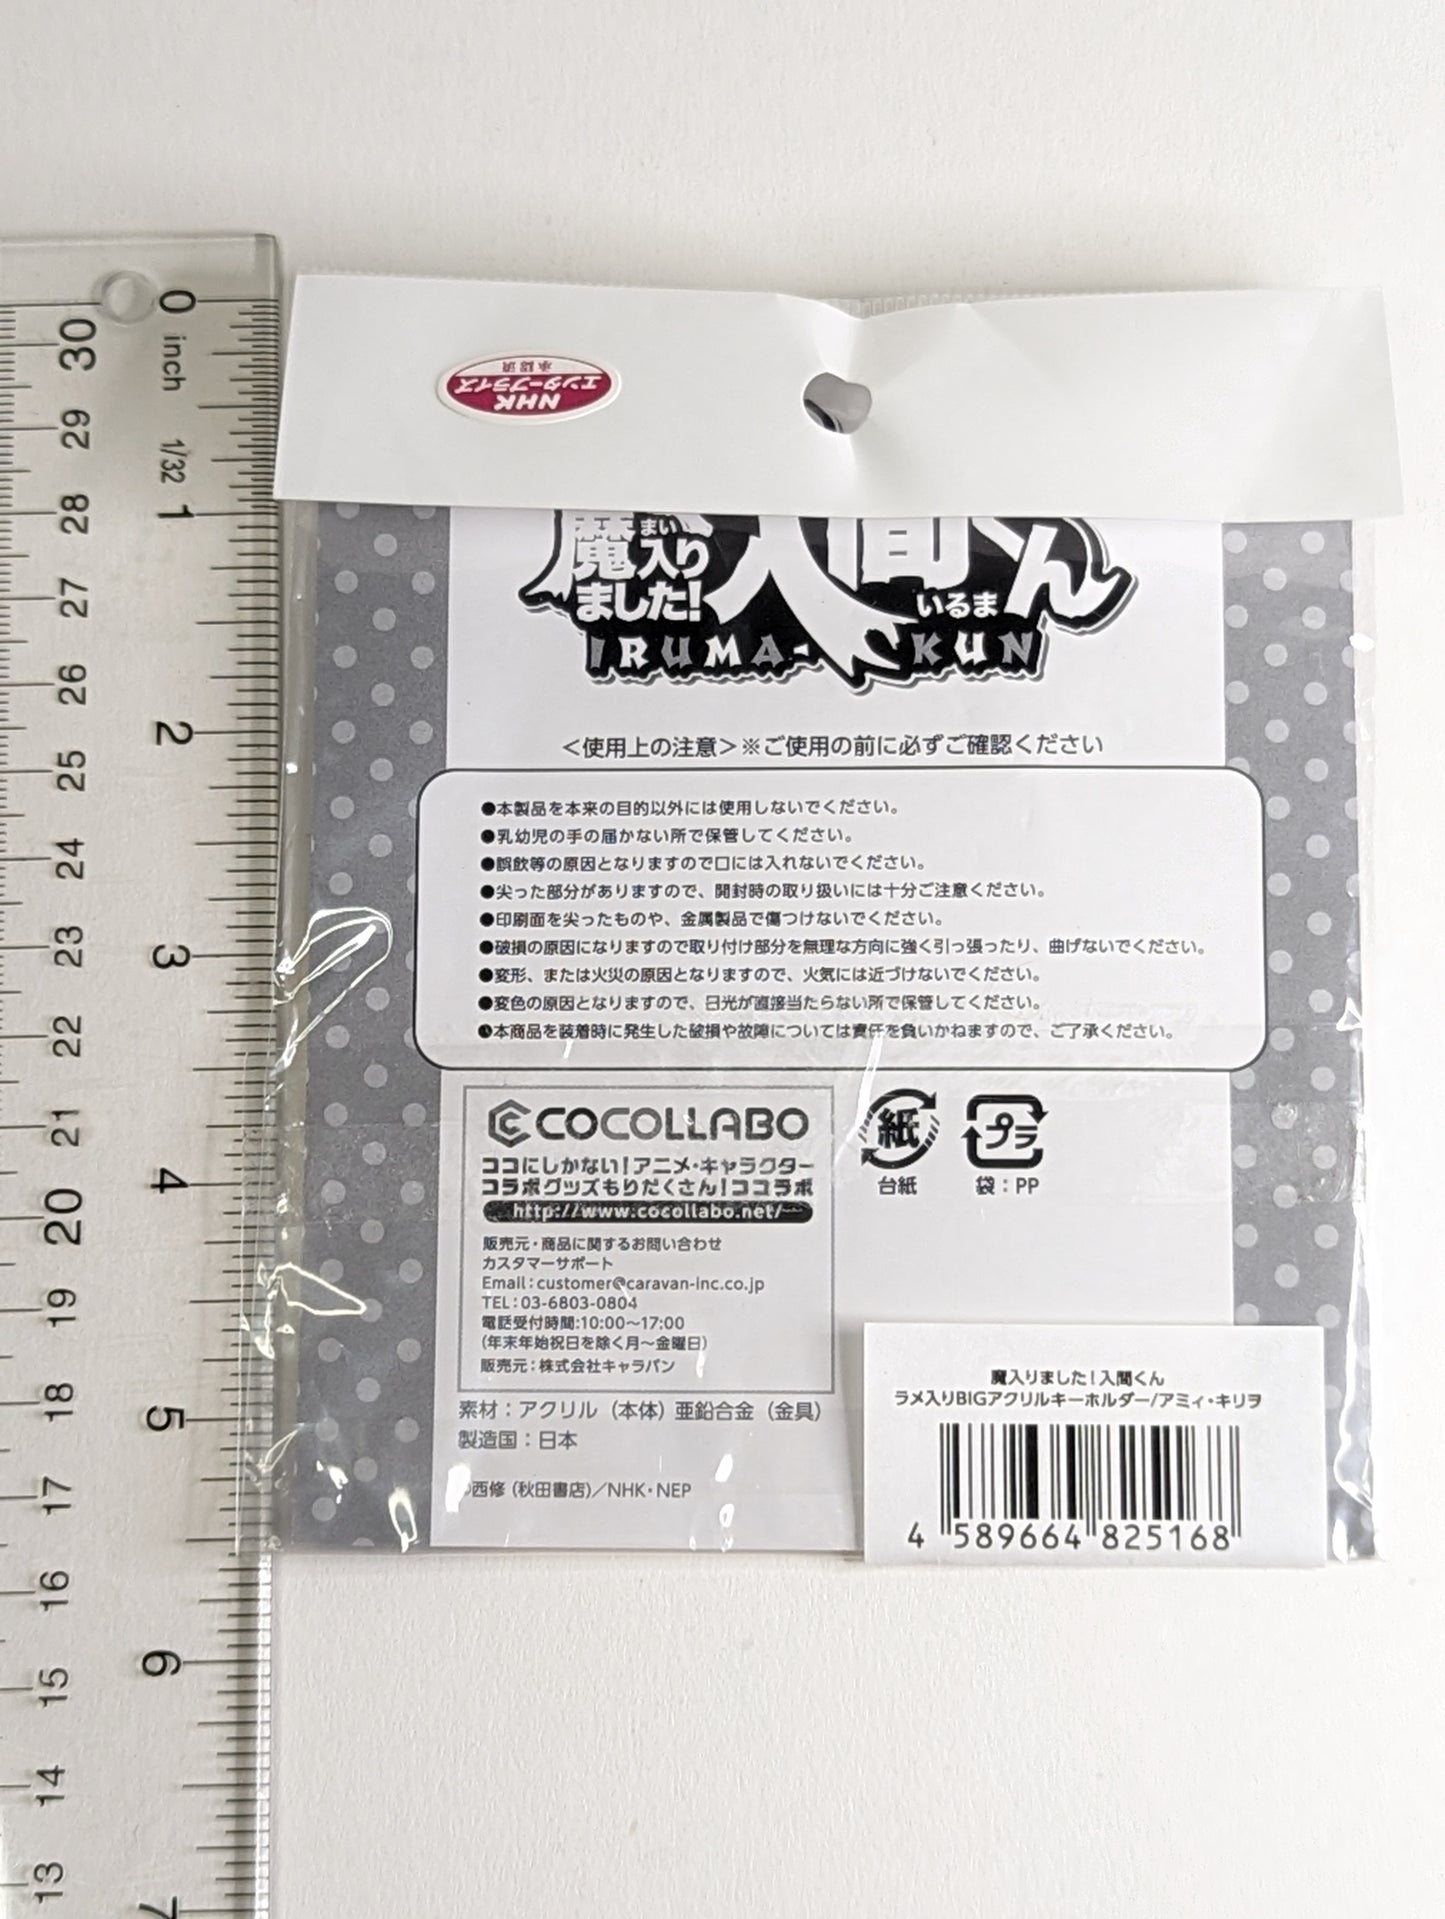 0
inch
1/32
1
2
3
4
5
6
7
30
29
28
27
26
25
24
23
22
21
20
19
18
17
16
15
14
13
NHK
エンタープライズ
承認済
魔入り
まい
ました!
入間くん
いるま
IRUMA-KUN
<使用上の注意>※ご使用の前に必ずご確認ください
●本製品を本来の目的以外には使用しないでください。
●乳幼児の手の届かない所で保管してください。
●誤飲等の原因となりますので口には入れないでください。
●尖った部分がありますので、開封時の取り扱いには十分ご注意ください。
●印刷面を尖ったものや、金属製品で傷つけないでください。
●破損の原因になりますので取り付け部分を無理な方向に強く引っ張ったり、曲げないでください。
●変形、または火災の原因となりますので、火気には近づけないでください。
●変色の原因となりますので、日光が直接当たらない所で保管してください。
●本商品を装着時に発生した破損や故障については責任を負いかねますので、ご了承ください。
COCOLLABO
ココにしかない!アニメ・キャラクター
コラボグッズもりだくさん!ココラボ
http://www.cocollabo.net/
販売元・商品に関するお問い合わせ
カスタマーサポート
Email:customer@caravan-inc.co.jp
TEL:03-6803-0804
電話受付時間:10:00~17:00
(年末年始祝日を除く月~金曜日)
販売元:株式会社キャラバン
紙
台紙
プラ
袋:PP
素材:アクリル(本体)亜鉛合金(金具)
製造国:日本
©西修(秋田書店)/NHK・NEP
魔入りました!入間くん
ラメ入りBIGアクリルキーホルダー/アミィ・キリヲ
4 589664 825168